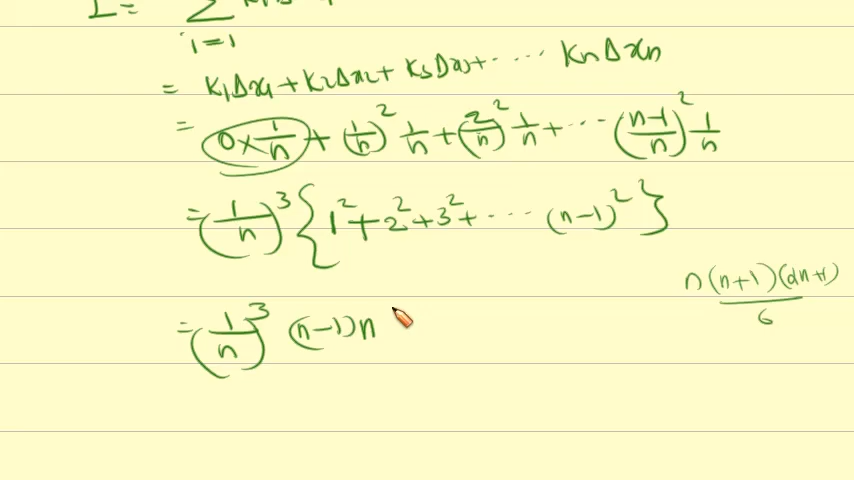 = K₁Δx₁ + K₂Δx₂ + K₃Δx₃ + ... KₙΔxₙ
= 0 × 1/n + (1/n)² 1/n + (2/n)² 1/n + ... ((n-1)/n)² 1/n
= (1/n)³ { 1² + 2² + 3² + ... (n-1)² }
n(n+1)(2n+1)/6
= (1/n)³ (n-1)n